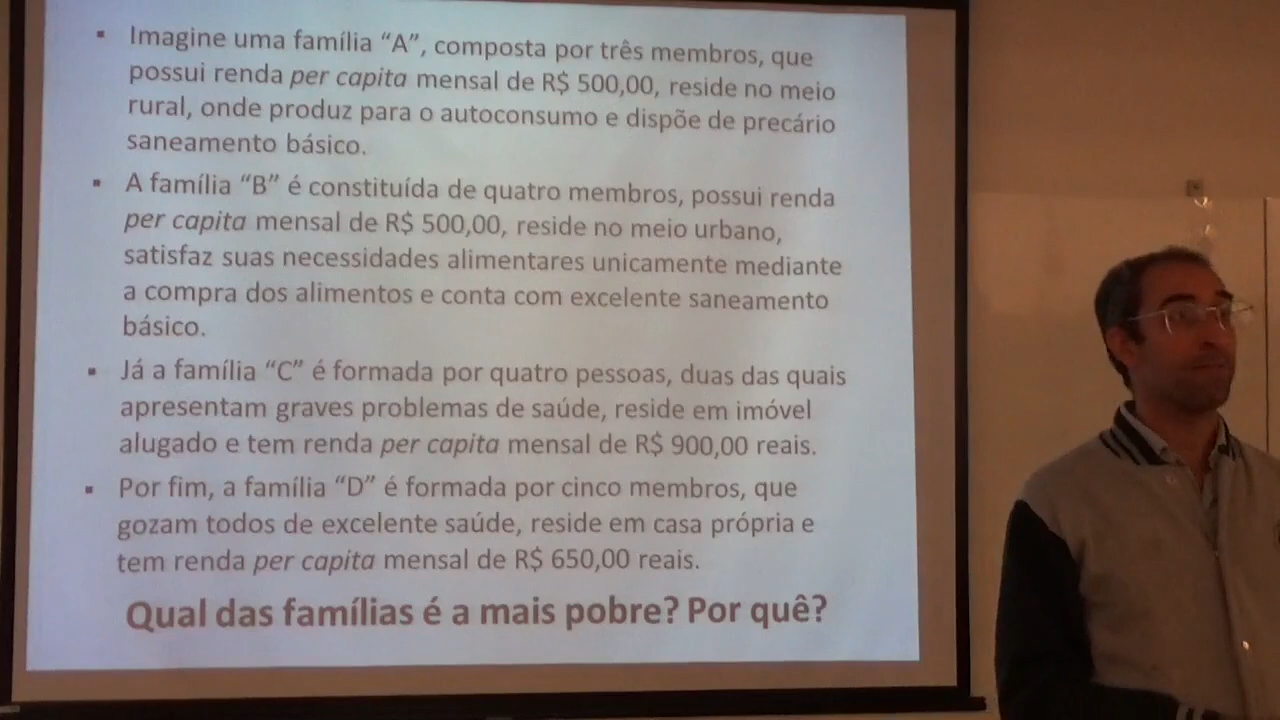 ▪ Imagine uma família “A”, composta por três membros, que
possui renda per capita mensal de R$ 500,00, reside no meio
rural, onde produz para o autoconsumo e dispõe de precário
saneamento básico.
▪ A família “B” é constituída de quatro membros, possui renda
per capita mensal de R$ 500,00, reside no meio urbano,
satisfaz suas necessidades alimentares unicamente mediante
a compra dos alimentos e conta com excelente saneamento
básico.
▪ Já a família “C” é formada por quatro pessoas, duas das quais
apresentam graves problemas de saúde, reside em imóvel
alugado e tem renda per capita mensal de R$ 900,00 reais.
▪ Por fim, a família “D” é formada por cinco membros, que
gozam todos de excelente saúde, reside em casa própria e
tem renda per capita mensal de R$ 650,00 reais.
Qual das famílias é a mais pobre? Por quê?